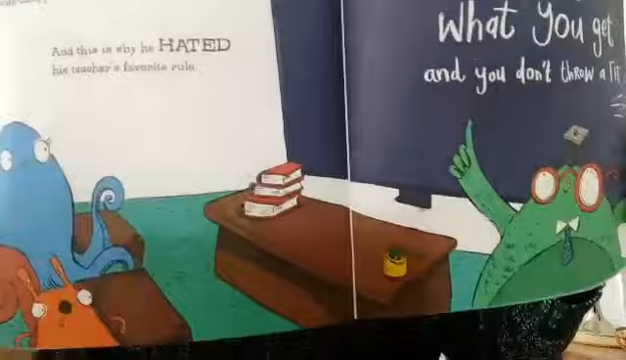 And this is why he HATED
his teacher's favorite rule.
What you get
and you don't throw a